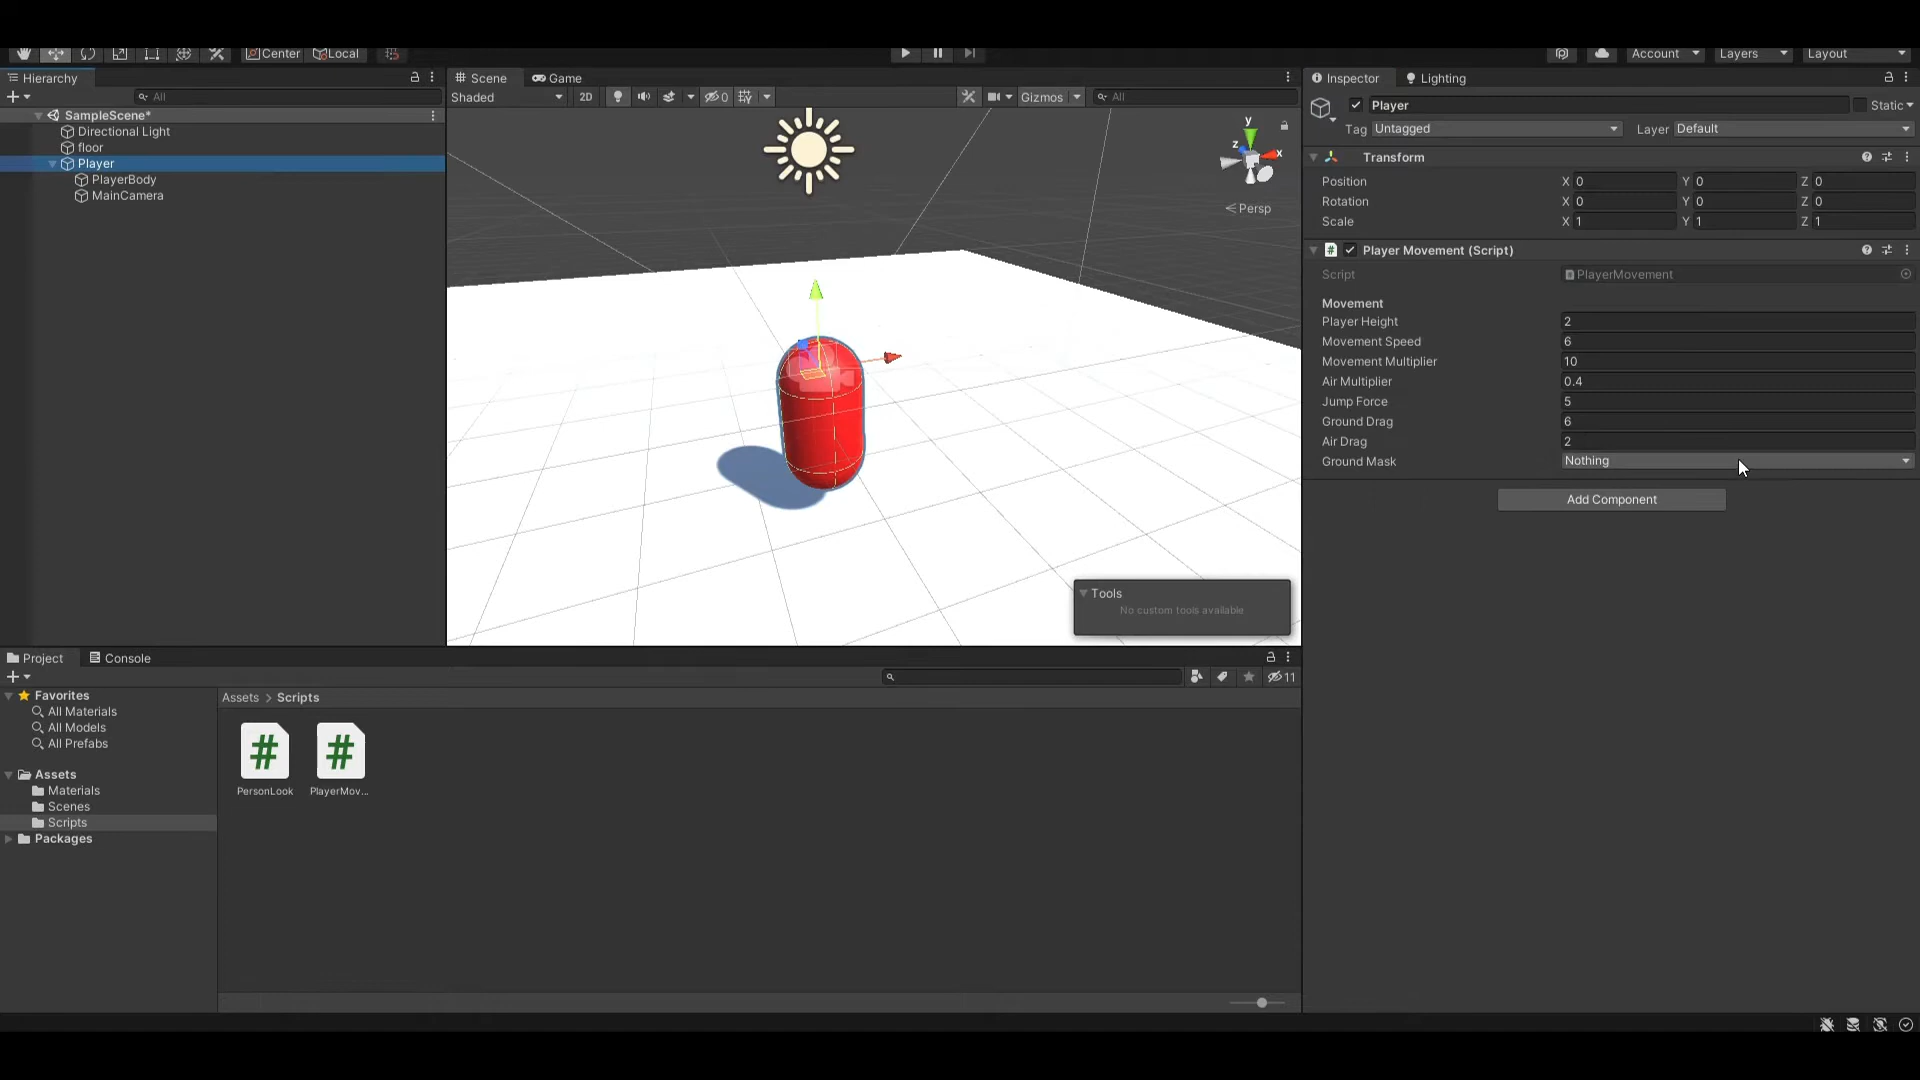 Center Local
Account Layers Layout
Hierarchy
All
SampleScene*
Directional Light
floor
Player
PlayerBody
MainCamera
Scene Game
Shaded 2D 0 Gizmos All
y
z x
Persp
Tools
No custom tools available
Inspector Lighting
Player Static
Tag Untagged Layer Default
Transform
Position X 0 Y 0 Z 0
Rotation X 0 Y 0 Z 0
Scale X 1 Y 1 Z 1
# Player Movement (Script)
Script PlayerMovement
Movement
Player Height 2
Movement Speed 6
Movement Multiplier 10
Air Multiplier 0.4
Jump Force 5
Ground Drag 6
Air Drag 2
Ground Mask Nothing
Add Component
Project Console
11
Favorites
All Materials
All Models
All Prefabs
Assets
Materials
Scenes
Scripts
Packages
Assets > Scripts
# #
PersonLook PlayerMov...